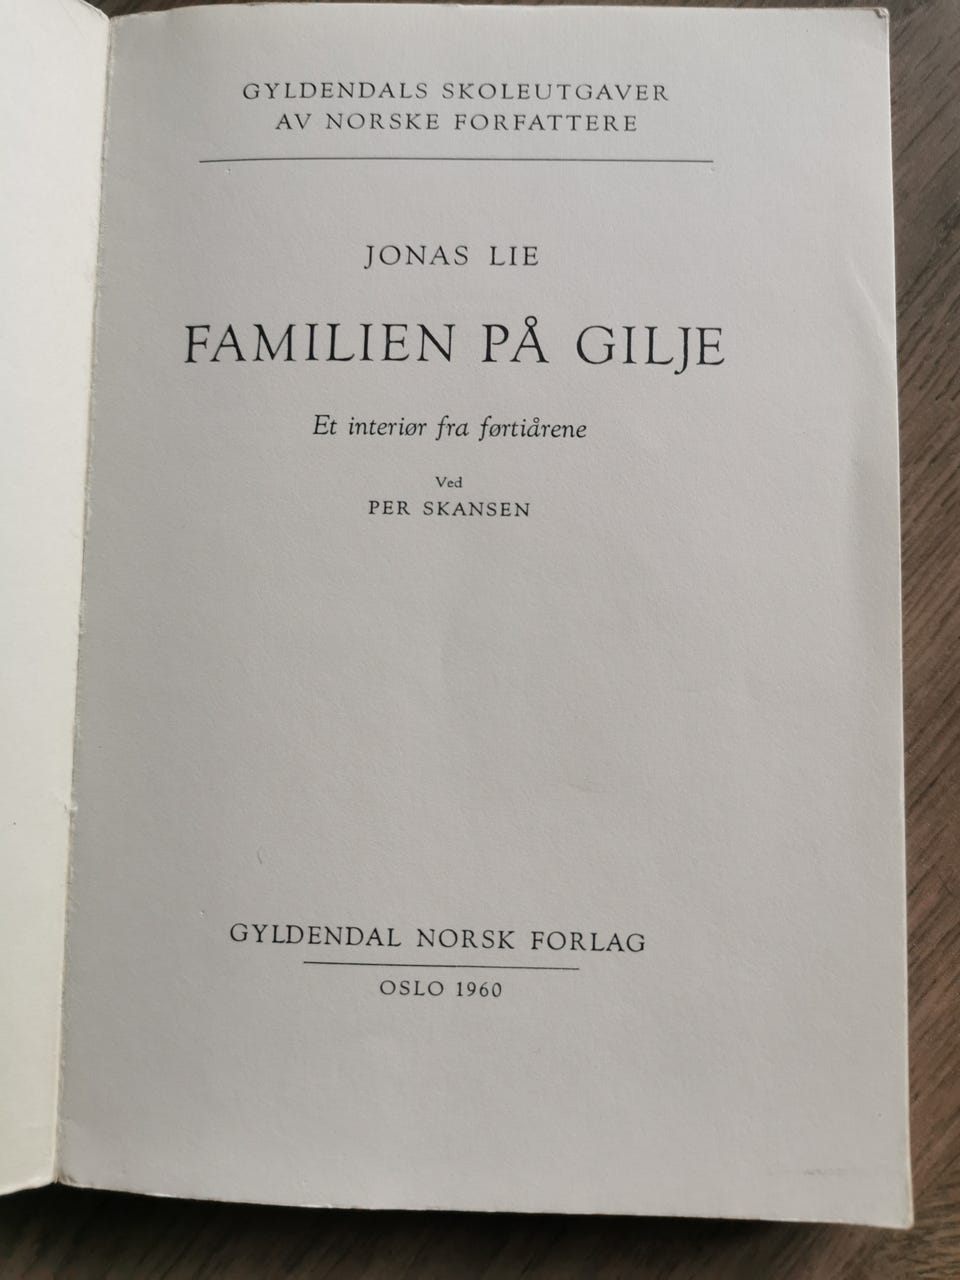 GYLDENDALS SKOLEUTGAVER
AV NORSKE FORFATTERE
JONAS LIE
FAMILIEN PÅ GILJE
Et interiør fra førtiårene
Ved
PER SKANSEN
GYLDENDAL NORSK FORLAG
OSLO 1960